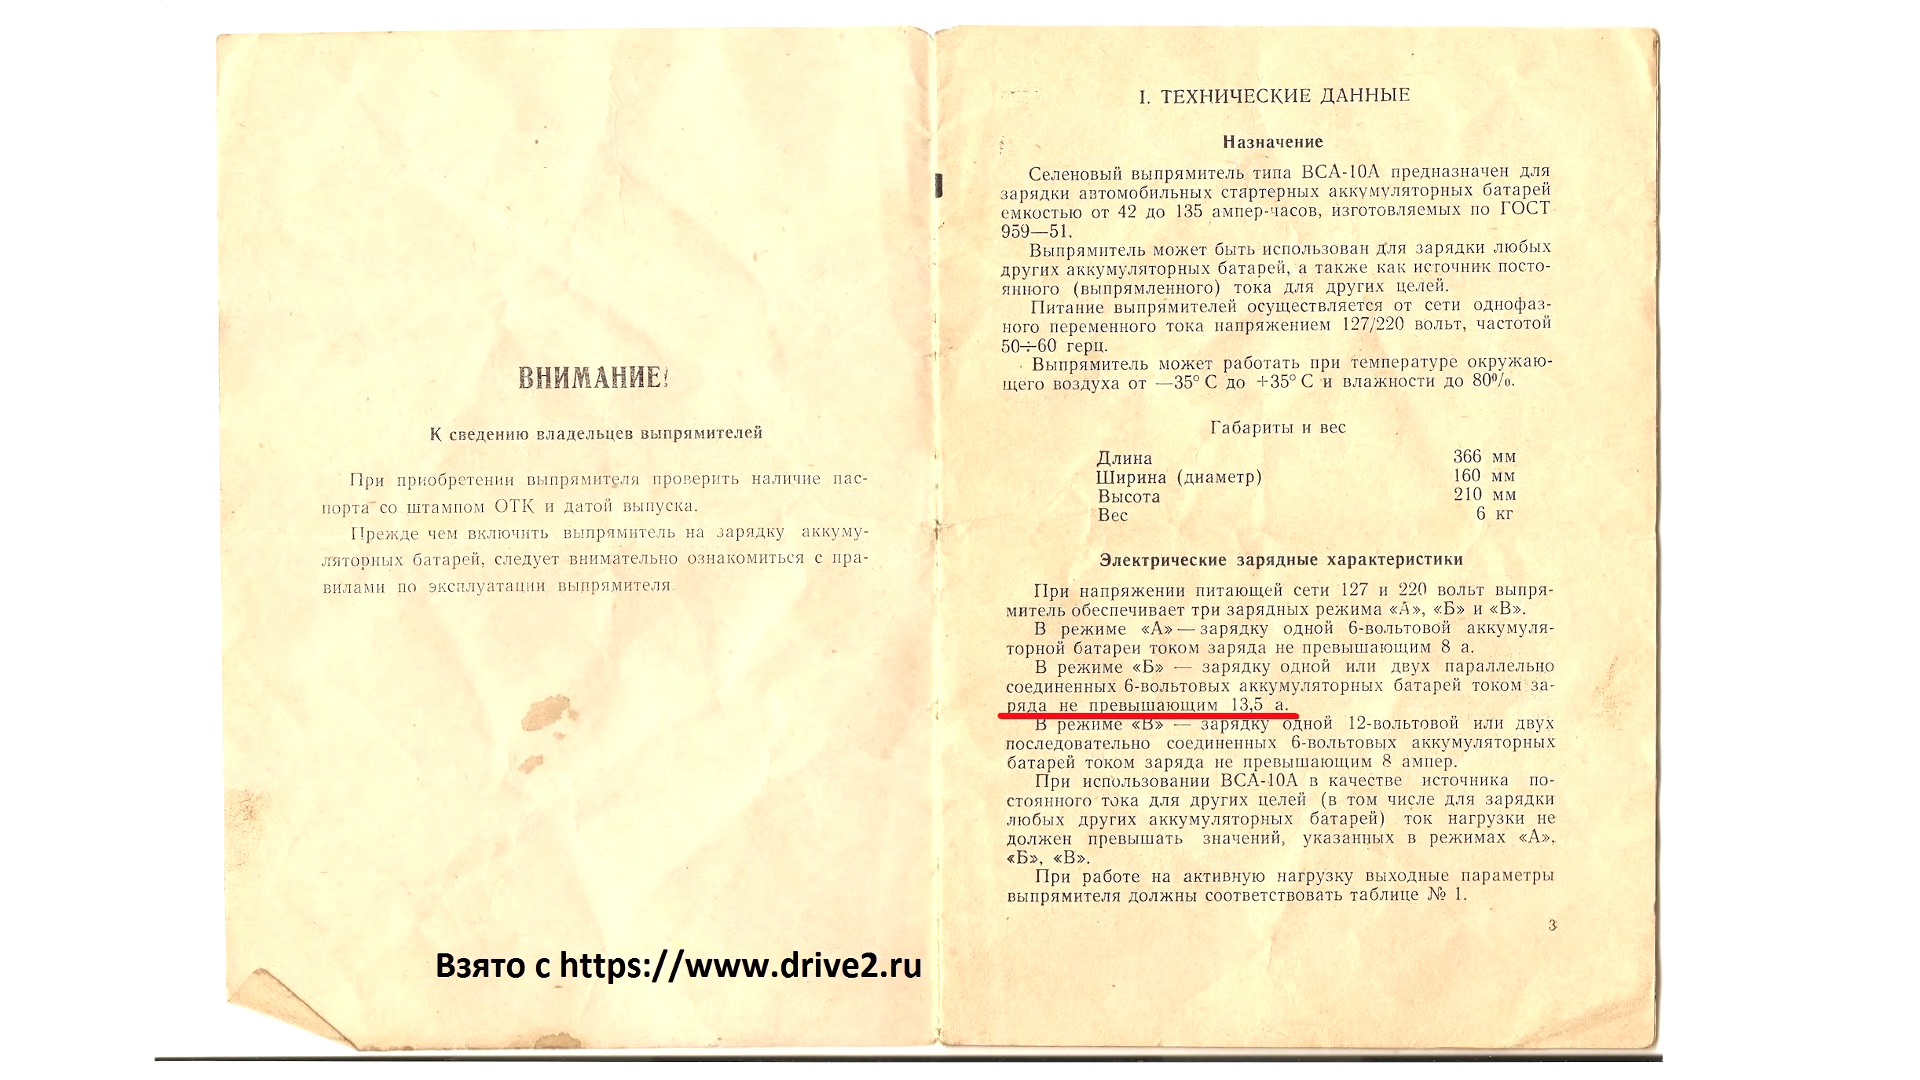 ВНИМАНИЕ!
К сведению владельцев выпрямителей
При приобретении выпрямителя проверить наличие пас-
порта со штампом ОТК и датой выпуска.
Прежде чем включить выпрямитель на зарядку аккуму-
ляторных батарей, следует внимательно ознакомиться с пра-
вилами по эксплуатации выпрямителя.
Взято с https://www.drive2.ru
I. ТЕХНИЧЕСКИЕ ДАННЫЕ
Назначение
Селеновый выпрямитель типа ВСА-10А предназначен для
зарядки автомобильных стартерных аккумуляторных батарей
емкостью от 42 до 135 ампер-часов, изготовляемых по ГОСТ
959—51.
Выпрямитель может быть использован для зарядки любых
других аккумуляторных батарей, а также как источник посто-
янного (выпрямленного) тока для других целей.
Питание выпрямителей осуществляется от сети однофаз-
ного переменного тока напряжением 127/220 вольт, частотой
50÷60 герц.
Выпрямитель может работать при температуре окружаю-
щего воздуха от —35° С до +35° С и влажности до 80%.
Габариты и вес
Длина 366 мм
Ширина (диаметр) 160 мм
Высота 210 мм
Вес 6 кг
Электрические зарядные характеристики
При напряжении питающей сети 127 и 220 вольт выпря-
митель обеспечивает три зарядных режима «А», «Б» и «В».
В режиме «А» — зарядку одной 6-вольтовой аккумуля-
торной батареи током заряда не превышающим 8 а.
В режиме «Б» — зарядку одной или двух параллельно
соединенных 6-вольтовых аккумуляторных батарей током за-
ряда не превышающим 13,5 а.
В режиме «В» — зарядку одной 12-вольтовой или двух
последовательно соединенных 6-вольтовых аккумуляторных
батарей током заряда не превышающим 8 ампер.
При использовании ВСА-10А в качестве источника по-
стоянного тока для других целей (в том числе для зарядки
любых других аккумуляторных батарей) ток нагрузки не
должен превышать значений, указанных в режимах «А»,
«Б», «В».
При работе на активную нагрузку выходные параметры
выпрямителя должны соответствовать таблице № 1.
3